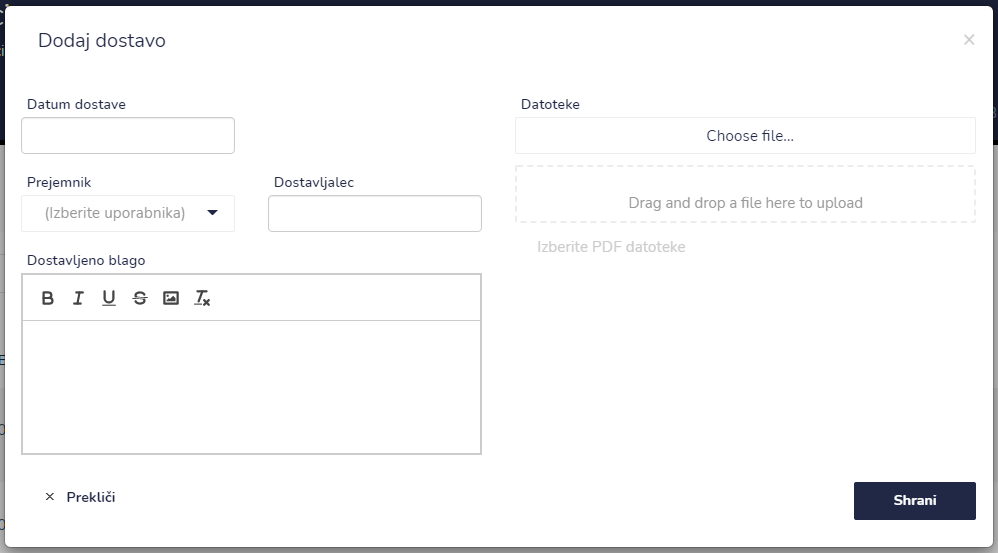 Dodaj dostavo
×
Datum dostave
Prejemnik
(Izberite uporabnika)
Dostavljalec
Dostavljeno blago
B I U S Tx
Datoteke
Choose file...
Drag and drop a file here to upload
Izberite PDF datoteke
× Prekliči
Shrani